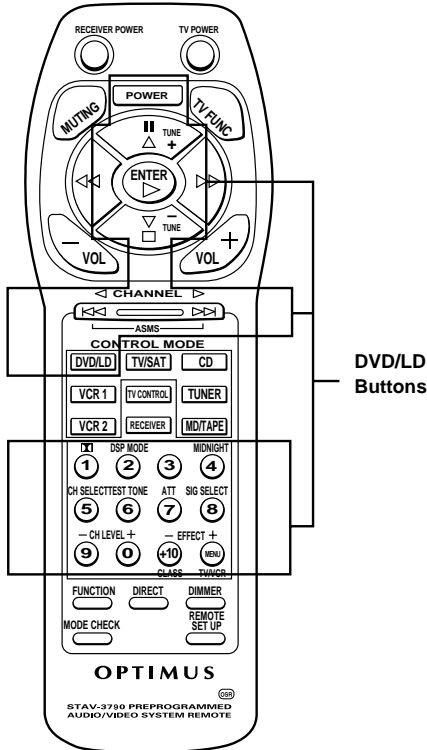 RECEIVER POWER TV POWER
POWER
MUTING TV FUNC
TUNE
+
ENTER
−
TUNE
− VOL + VOL
CHANNEL
ASMS
CONTROL MODE
DVD/LD TV/SAT CD
VCR 1 TV CONTROL TUNER
VCR 2 RECEIVER MD/TAPE
DSP MODE MIDNIGHT
1 2 3 4
CH SELECT TEST TONE ATT SIG SELECT
5 6 7 8
− CH LEVEL + − EFFECT +
9 0 +10 MENU
CLASS TV/VCR
FUNCTION DIRECT DIMMER
MODE CHECK REMOTE
SET UP
OPTIMUS
OSR
STAV-3790 PREPROGRAMMED
AUDIO/VIDEO SYSTEM REMOTE
DVD/LD
Buttons